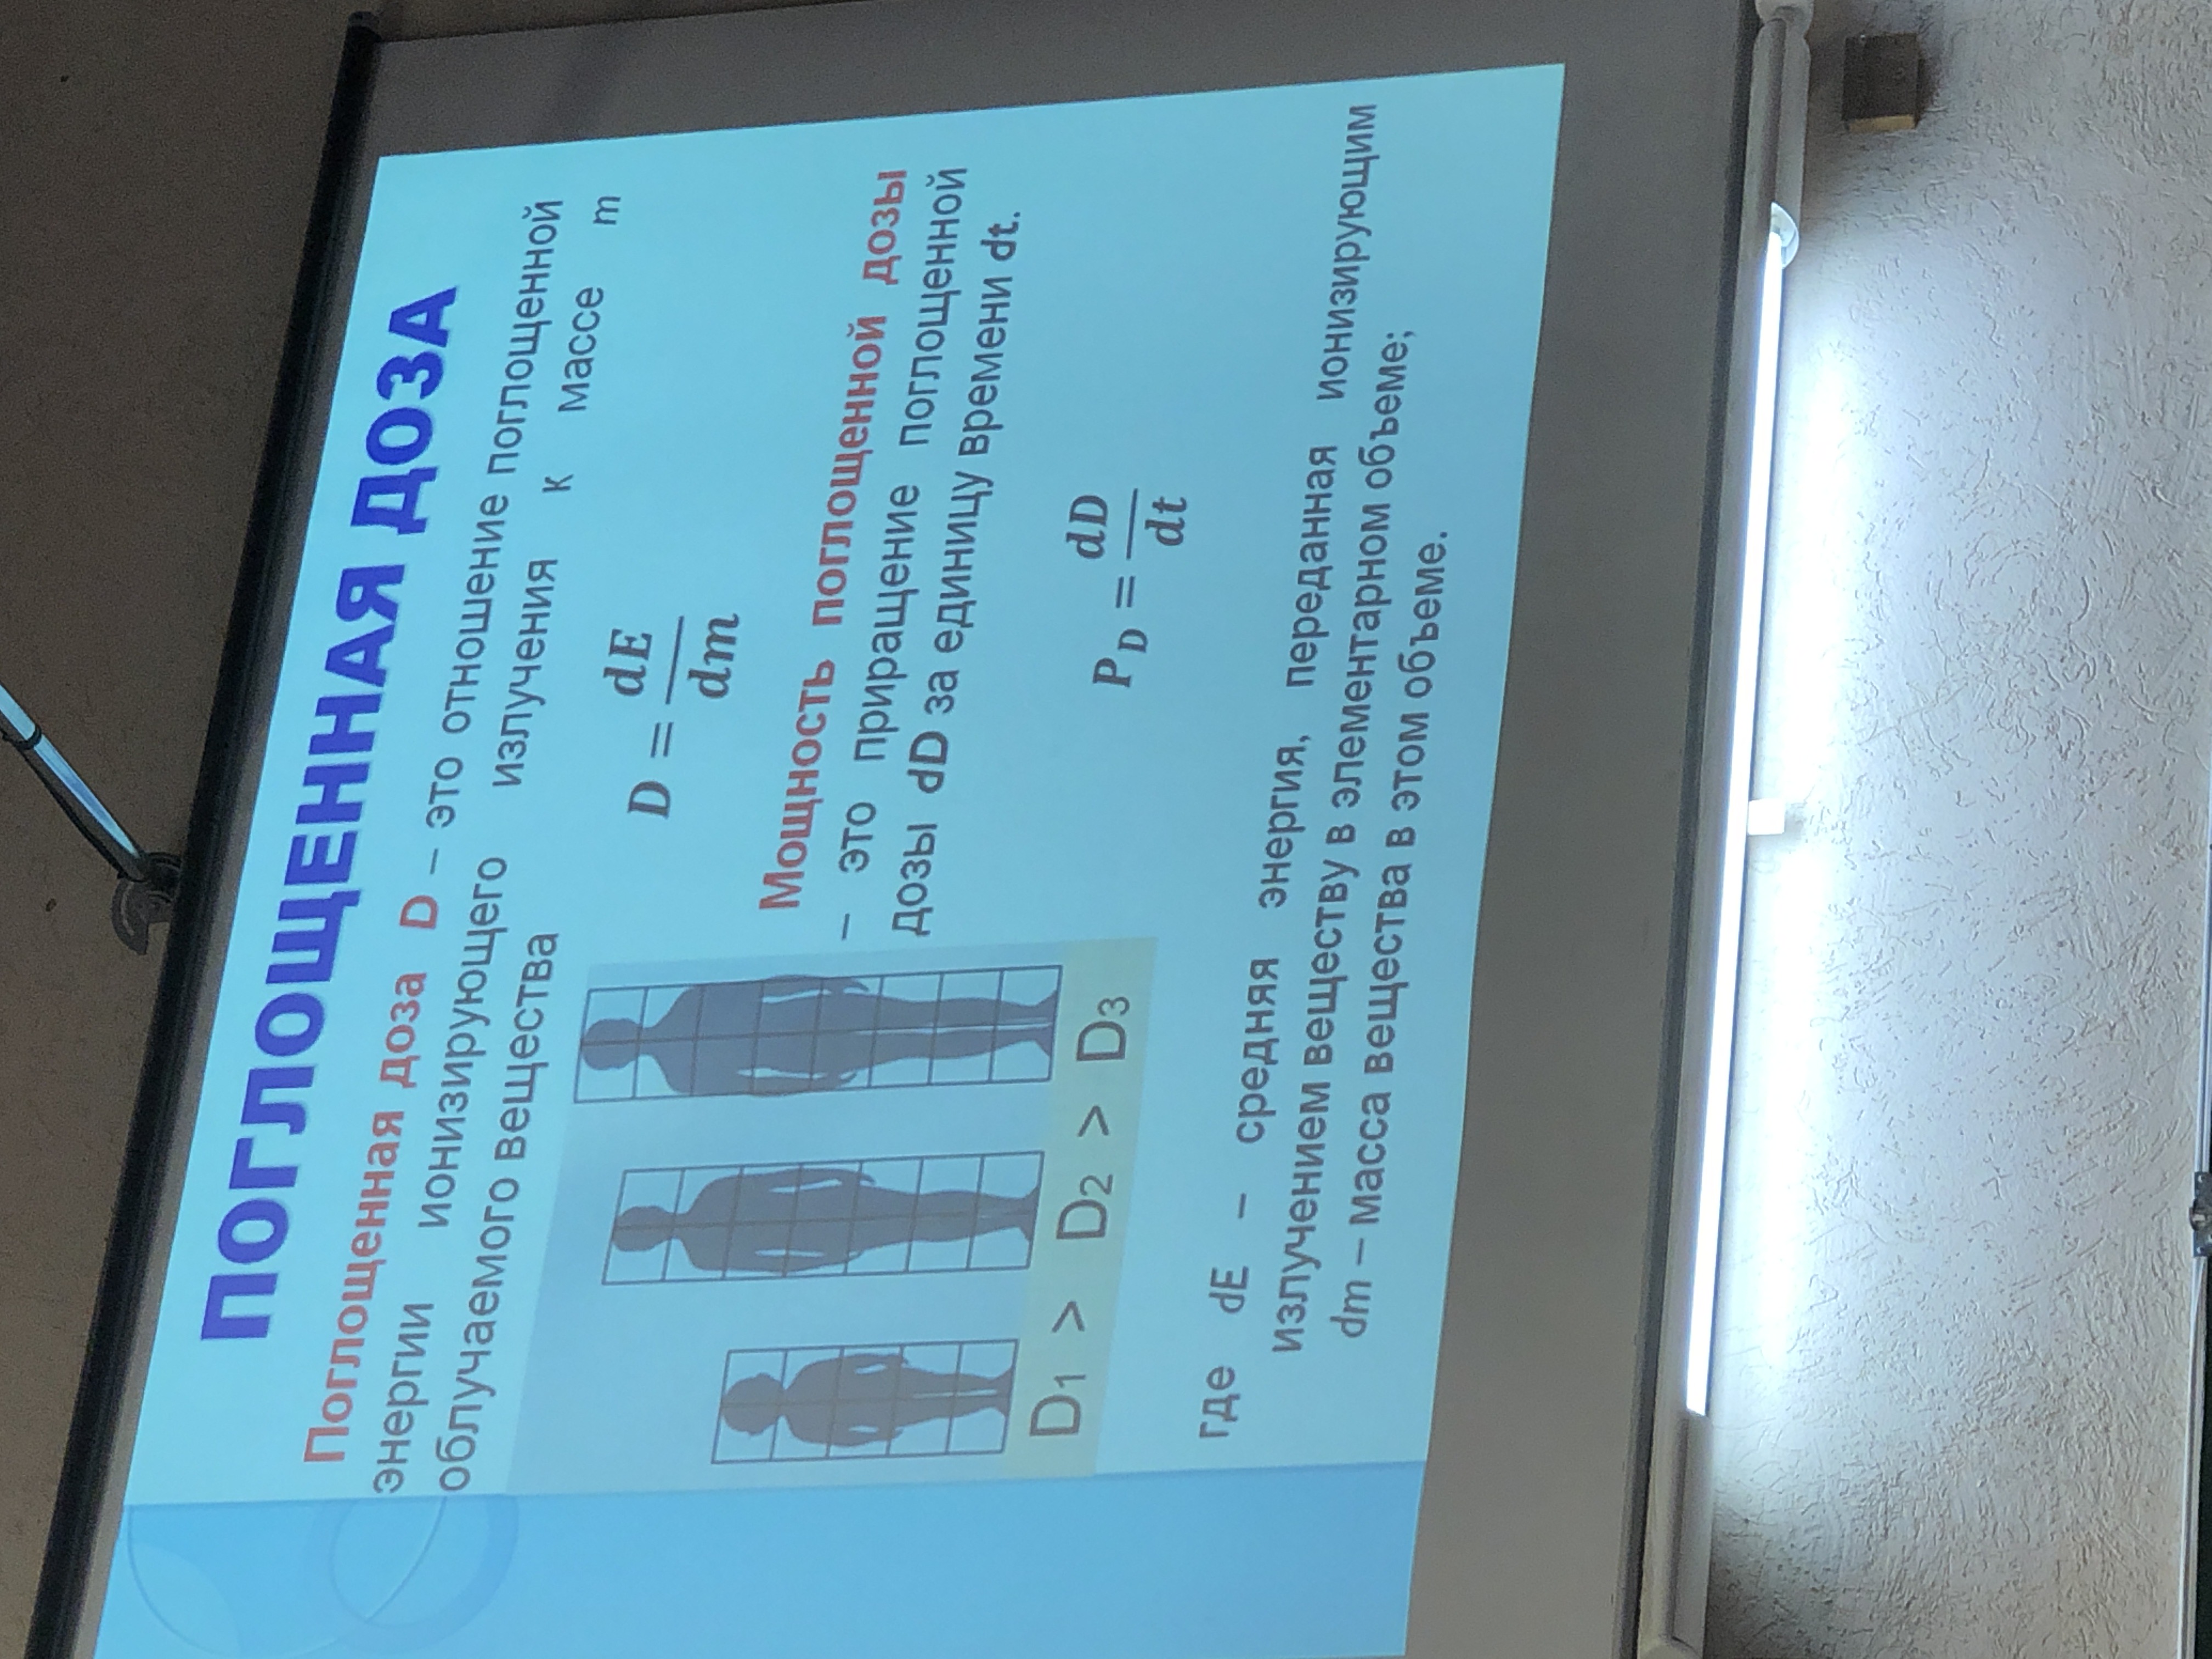 ПОГЛОЩЕННАЯ ДОЗА
Поглощенная доза D – это отношение поглощенной
энергии ионизирующего излучения к массе m
облучаемого вещества
D = dE/dm
Мощность поглощенной дозы
– это приращение поглощенной
дозы dD за единицу времени dt.
D1 > D2 > D3
P_D = dD/dt
где dE – средняя энергия, переданная ионизирующим
излучением веществу в элементарном объеме;
dm – масса вещества в этом объеме.